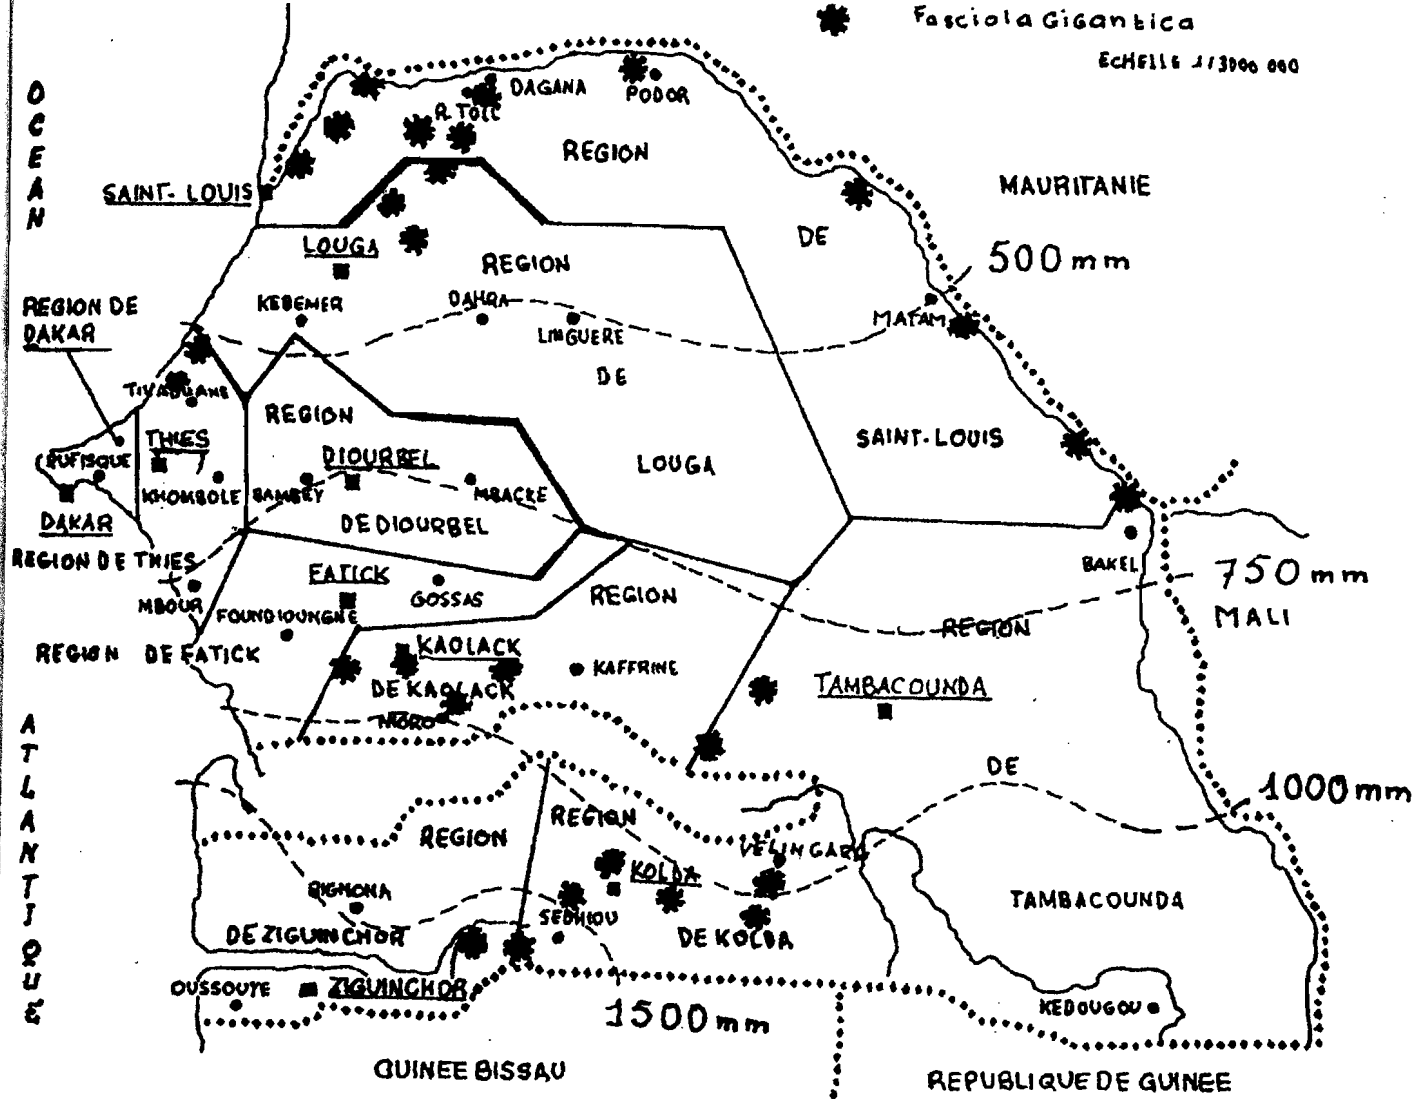 Fasciola Gigantica
ECHELLE 1/3000 000
OCEAN
DAGANA
PODOR
R. TOLL
REGION
SAINT-LOUIS
MAURITANIE
DE
LOUGA
REGION
500 mm
REGION DE
DAKAR
KEBEMER
DAHRA
LINGUERE
MATAM
DE
TIVAOUANE
REGION
THIES
DIOURBEL
LOUGA
SAINT-LOUIS
RUFISQUE
KHOMBOLE
BAMBEY
MBACKE
DAKAR
DE DIOURBEL
REGION DE THIES
BAKEL
FATICK
GOSSAS
REGION
750 mm
MBOUR
FOUNDIOUNGNE
REGION
MALI
REGION DE FATICK
KAOLACK
KAFFRINE
DE KAOLACK
TAMBACOUNDA
NIORO
ATLANTIQUE
DE
1000 mm
REGION
REGION
VELINGARA
KOLDA
BIGNONA
SEDHIOU
TAMBACOUNDA
DE ZIGUINCHOR
DE KOLDA
OUSSOUYE
ZIGUINCHOR
KEDOUGOU
1500 mm
GUINEE BISSAU
REPUBLIQUE DE GUINEE